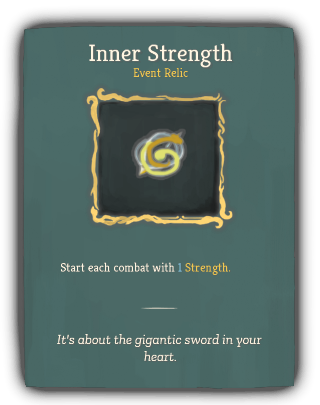 Inner Strength
Event Relic
Start each combat with 1 Strength.
It's about the gigantic sword in your
heart.